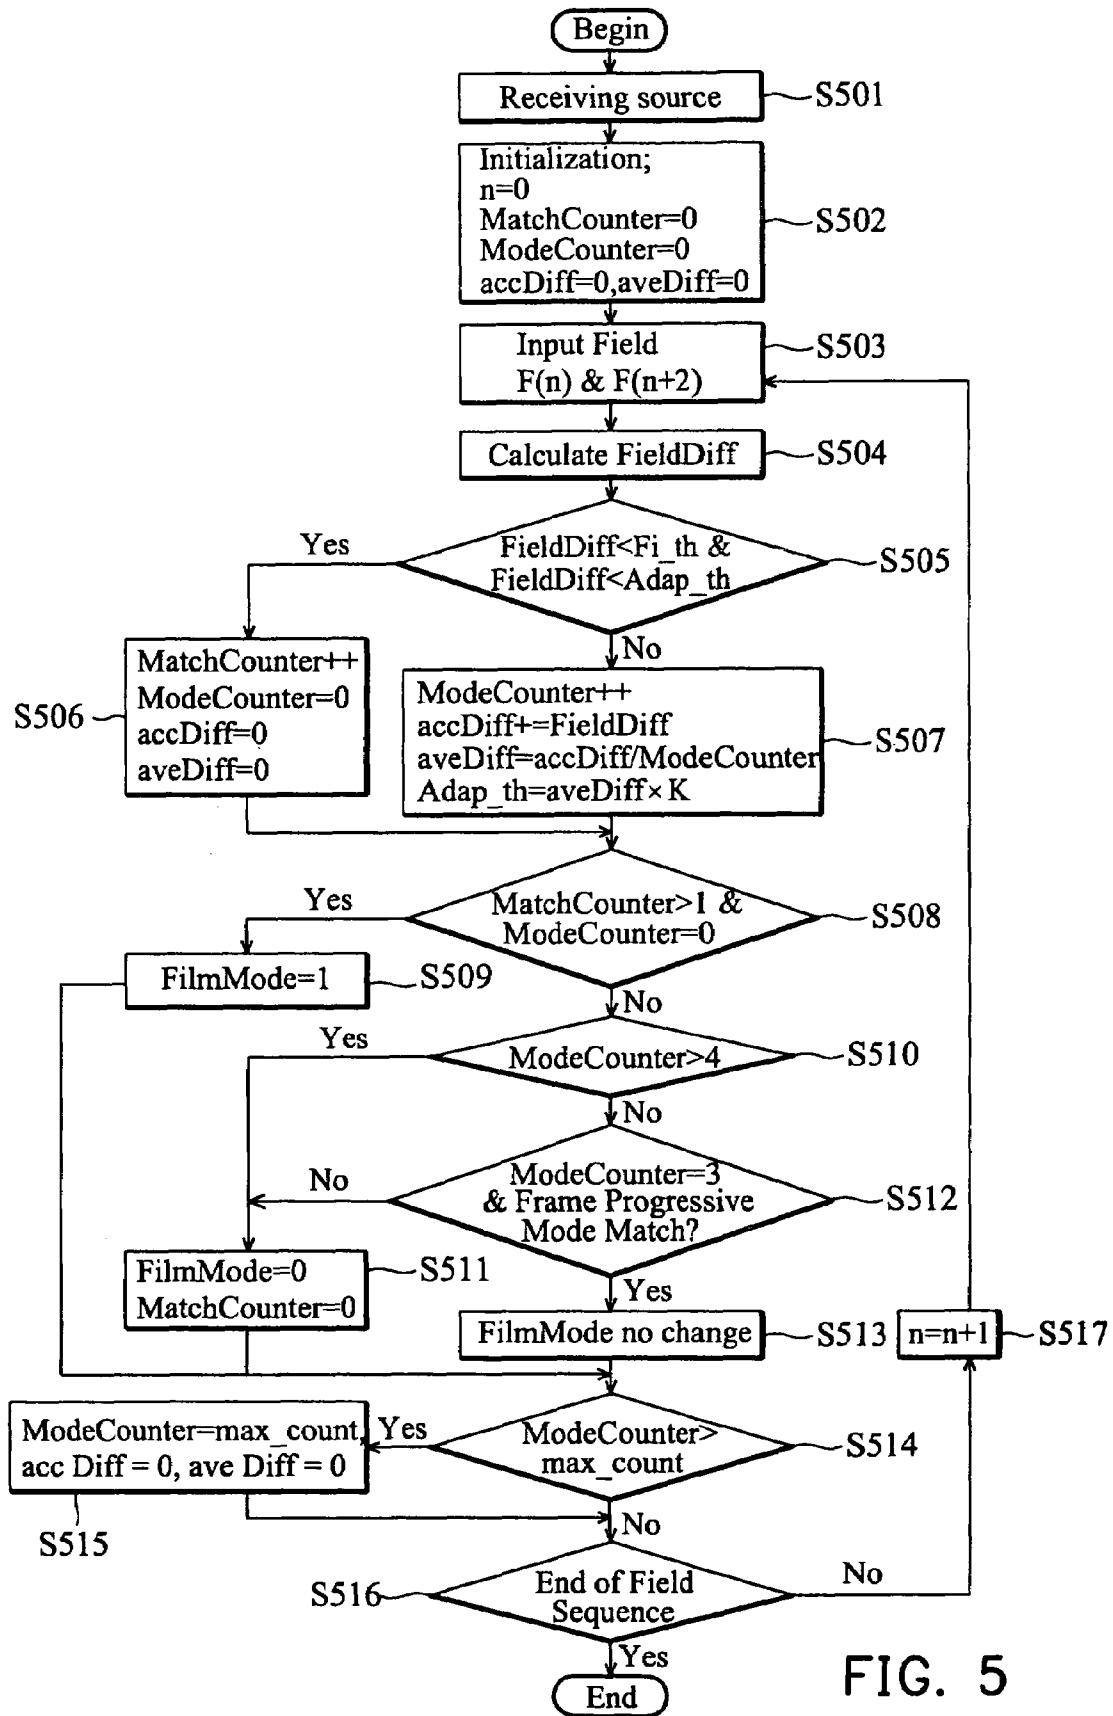 Begin
Receiving source
S501
Initialization;
n=0
MatchCounter=0
ModeCounter=0
accDiff=0,aveDiff=0
S502
Input Field
F(n) & F(n+2)
S503
Calculate FieldDiff
S504
FieldDiff<Fi_th &
FieldDiff<Adap_th
S505
Yes
No
MatchCounter++
ModeCounter=0
accDiff=0
aveDiff=0
S506
ModeCounter++
accDiff+=FieldDiff
aveDiff=accDiff/ModeCounter
Adap_th=aveDiff×K
S507
MatchCounter>1 &
ModeCounter=0
S508
Yes
No
FilmMode=1
S509
ModeCounter>4
S510
Yes
No
ModeCounter=3
& Frame Progressive
Mode Match?
S512
No
Yes
FilmMode=0
MatchCounter=0
S511
FilmMode no change
S513
n=n+1
S517
ModeCounter>
max_count
S514
Yes
No
ModeCounter=max_count,
acc Diff = 0, ave Diff = 0
S515
End of Field
Sequence
S516
No
Yes
End
FIG. 5